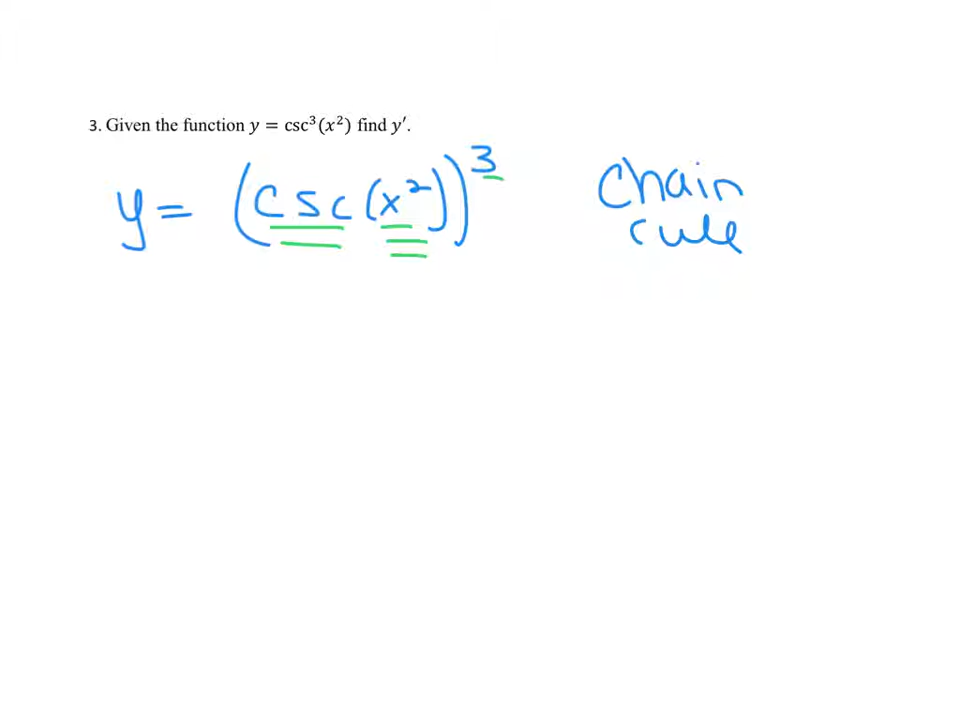 3. Given the function y = csc³(x²) find y′.
y = (csc(x²))³
Chain
rule